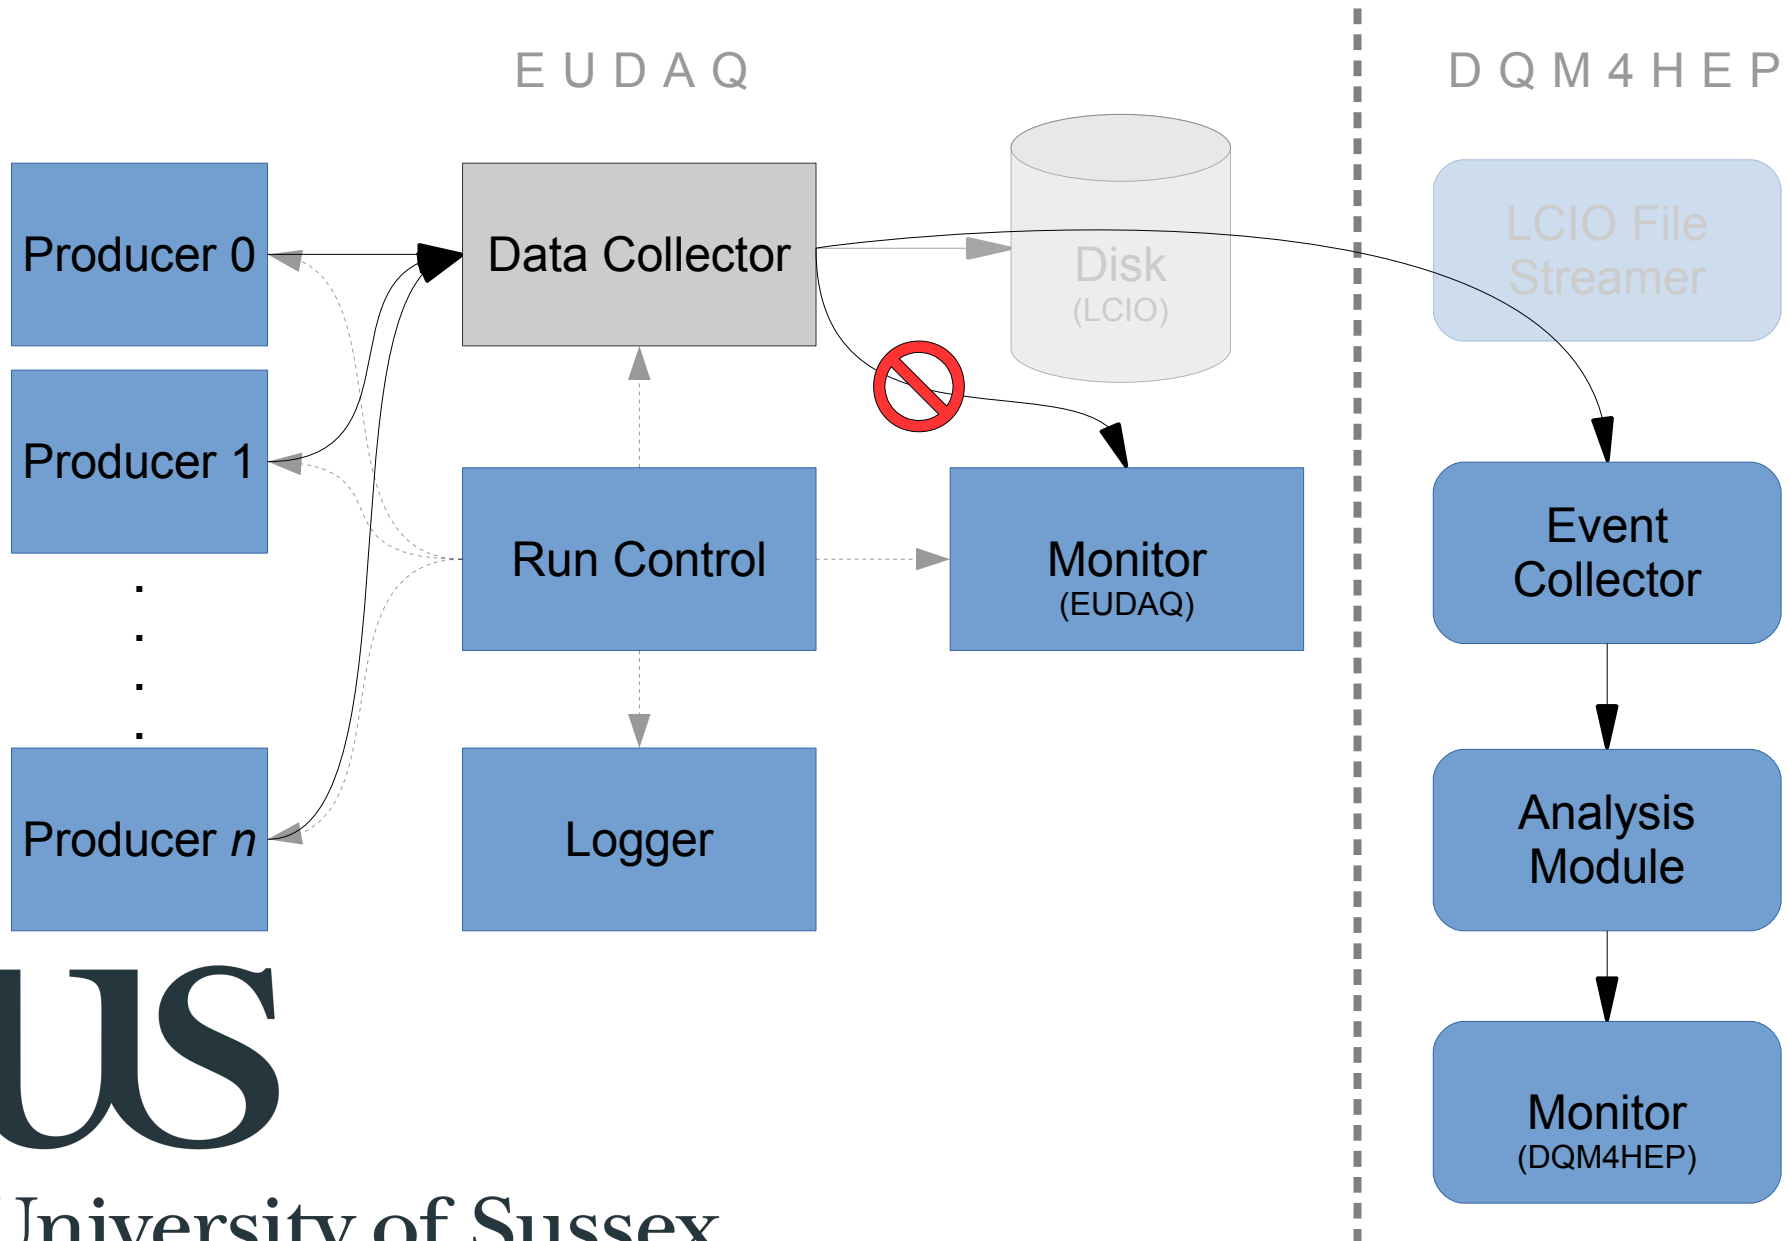 EUDAQ
DQM4HEP
Producer 0
Data Collector
Disk
(LCIO)
LCIO File
Streamer
Producer 1
Run Control
Monitor
(EUDAQ)
Event
Collector
.
.
.
.
Producer n
Logger
Analysis
Module
Monitor
(DQM4HEP)
us
University of Sussex